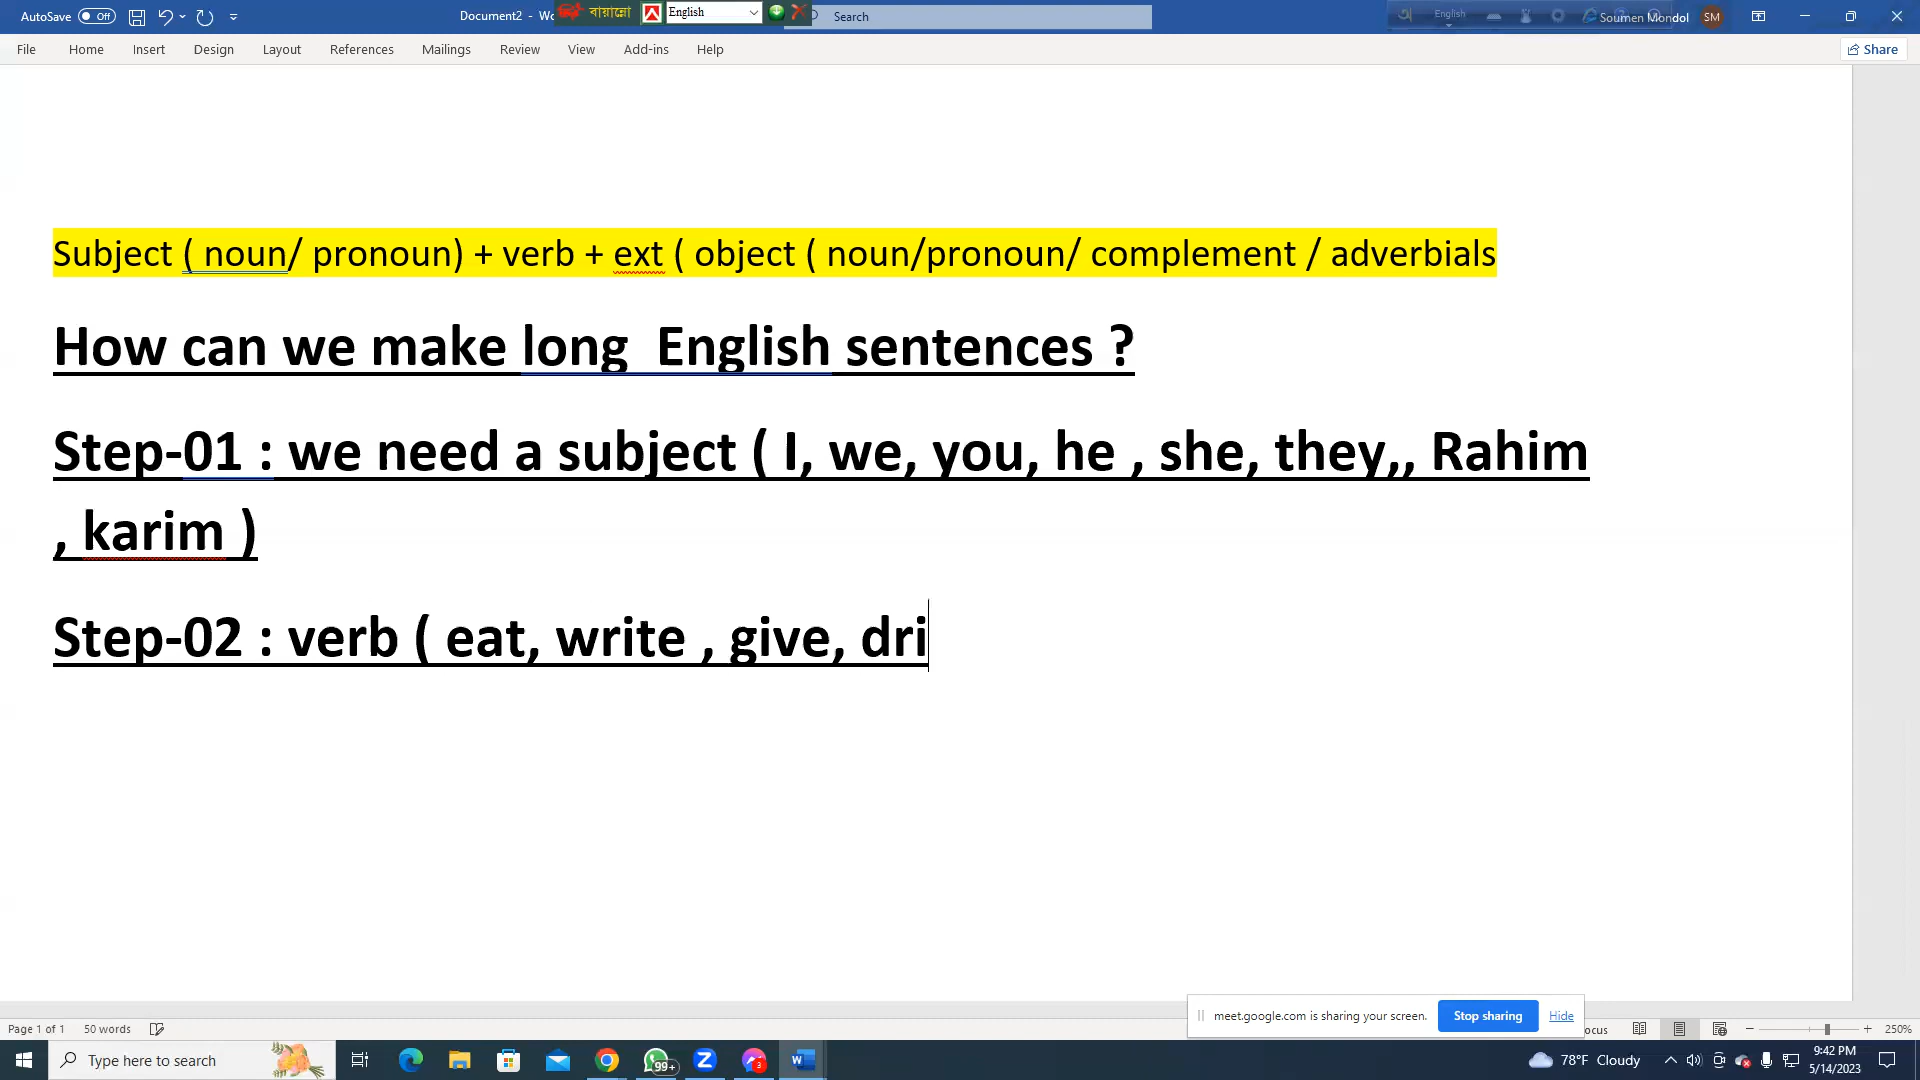 AutoSave Off Document2 - Wo বায়ান্নো English Search English Soumen Mondol SM
File Home Insert Design Layout References Mailings Review View Add-ins Help Share
Subject ( noun/ pronoun) + verb + ext ( object ( noun/pronoun/ complement / adverbials
How can we make long  English sentences ?
Step-01 : we need a subject ( I, we, you, he , she, they,, Rahim
, karim )
Step-02 : verb ( eat, write , give, dri
meet.google.com is sharing your screen. Stop sharing Hide
Page 1 of 1 50 words ocus 250%
Type here to search 99+ 3 78°F Cloudy 9:42 PM
5/14/2023